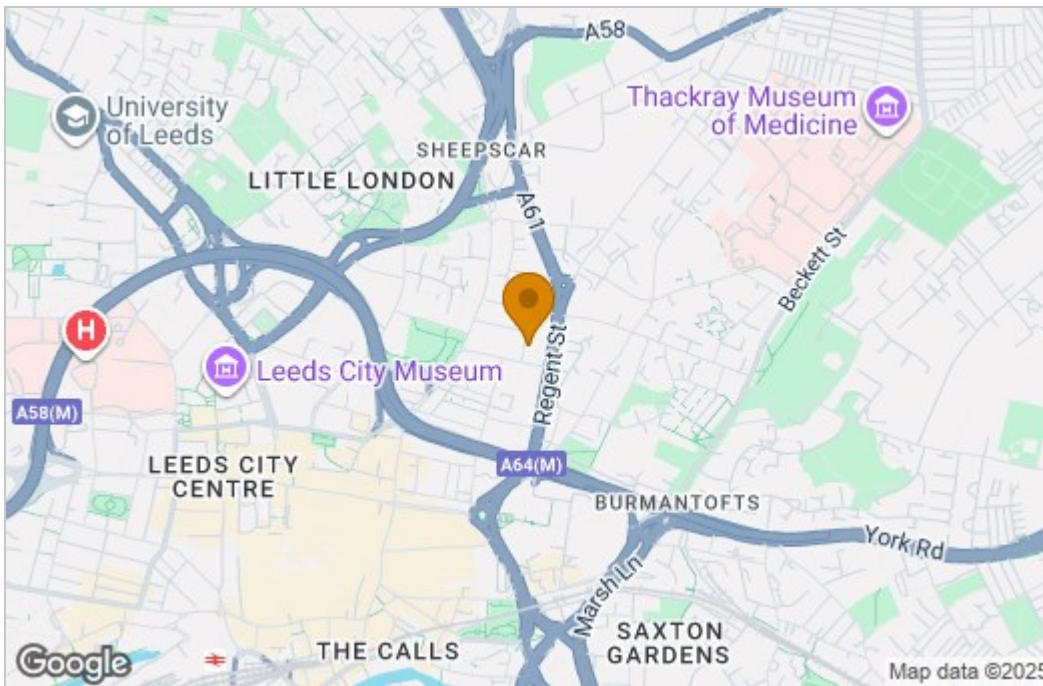 A58
University
of Leeds
Thackray Museum
of Medicine
SHEEPSCAR
LITTLE LONDON
A61
Beckett St
H
Regent St
Leeds City Museum
A58(M)
LEEDS CITY
CENTRE
A64(M)
BURMANTOFTS
York Rd
Marsh Ln
SAXTON
GARDENS
THE CALLS
Google
Map data ©2025